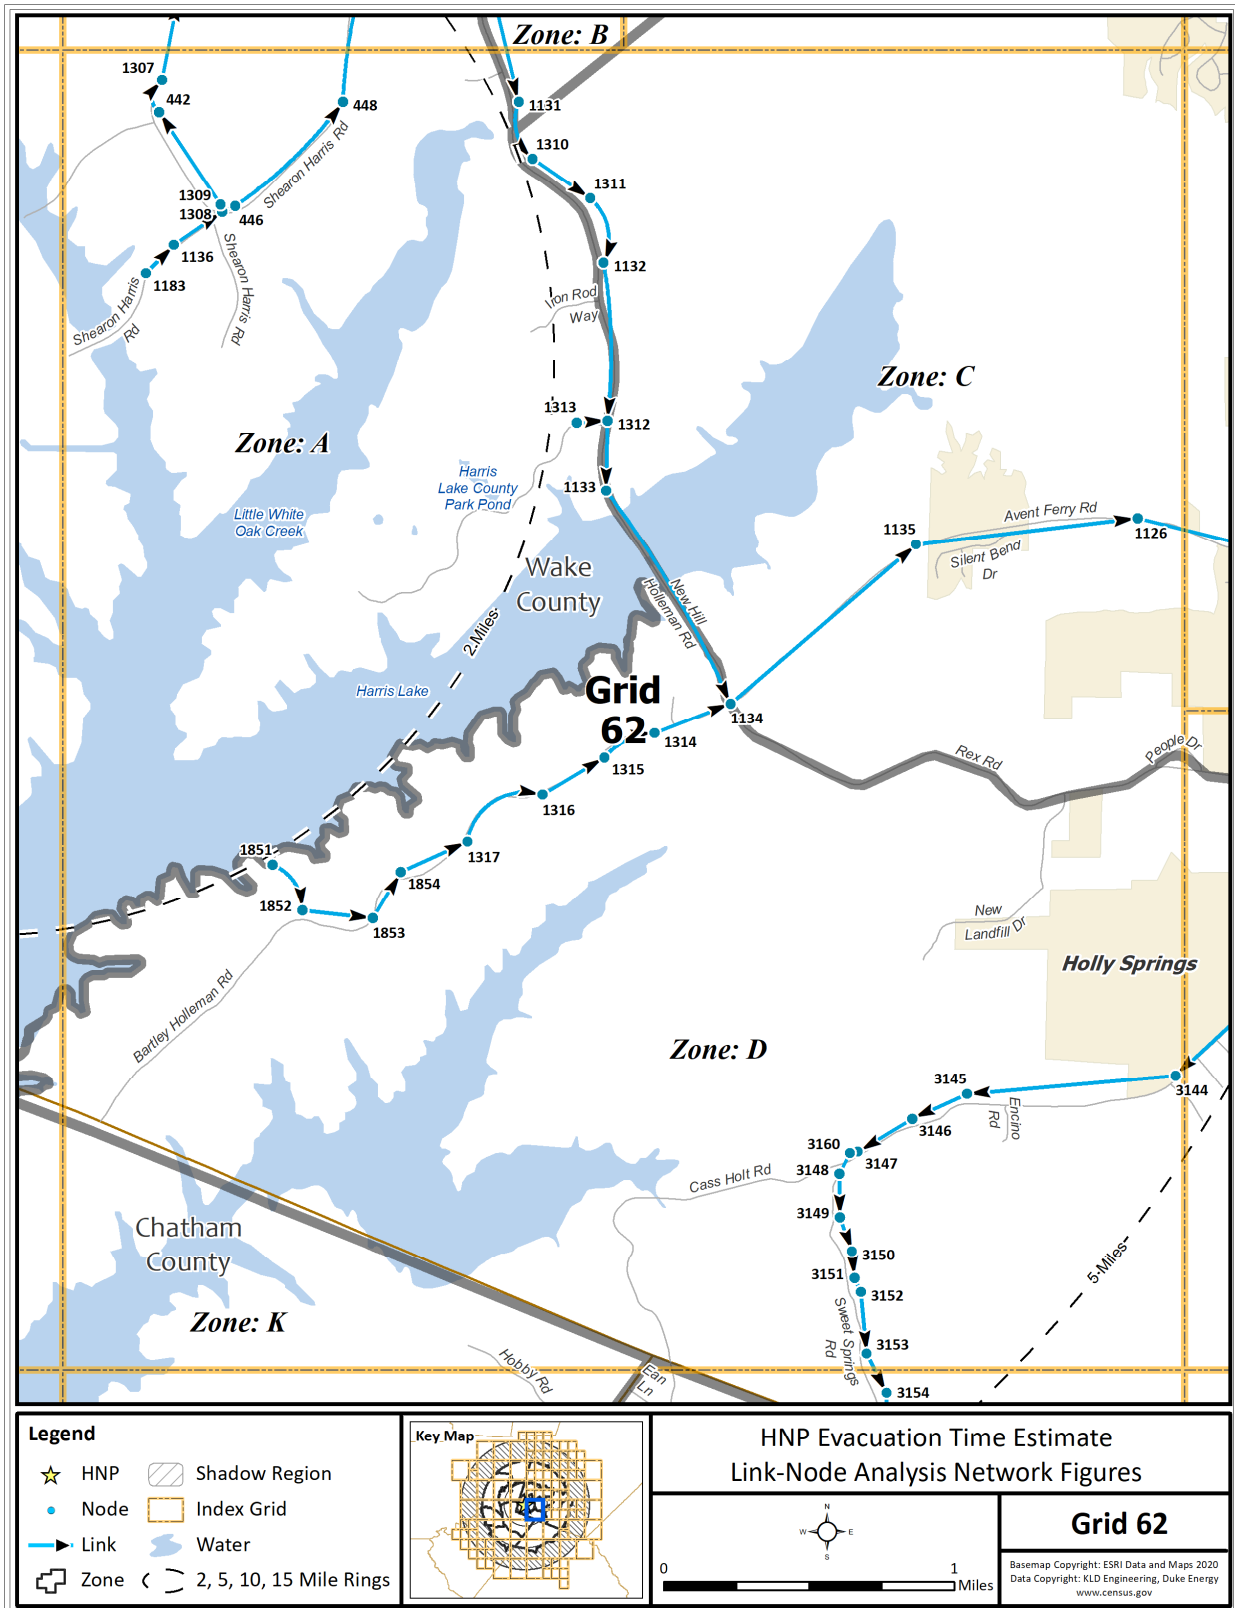 Zone: B
1307
442
448
1131
1310
1311
Shearon Harris Rd
1309
1308
446
1136
1183
Shearon Harris Rd
Shearon Harris
Rd
1132
Iron Rod
Way
Zone: C
1313
1312
Zone: A
Harris
Lake County
Park Pond
1133
Little White
Oak Creek
Avent Ferry Rd
1135
1126
Silent Bend
Dr
Wake
County
New Hill
Holleman Rd
2 Miles
Harris Lake
Grid
62
1134
1314
1315
Rex Rd
People Dr
1316
1317
1851
1854
1852
1853
New
Landfill Dr
Holly Springs
Bartley Holleman Rd
Zone: D
3145
3144
Encino
Rd
3146
3160
3147
3148
Cass Holt Rd
3149
Chatham
County
3150
3151
3152
5 Miles
Zone: K
Sweet Springs
Rd
3153
Hobby Rd
Ean
Ln
3154
Legend
HNP
Shadow Region
Node
Index Grid
Link
Water
Zone
2, 5, 10, 15 Mile Rings
Key Map
HNP Evacuation Time Estimate
Link-Node Analysis Network Figures
N
W
E
S
0
1
Miles
Grid 62
Basemap Copyright: ESRI Data and Maps 2020
Data Copyright: KLD Engineering, Duke Energy
www.census.gov